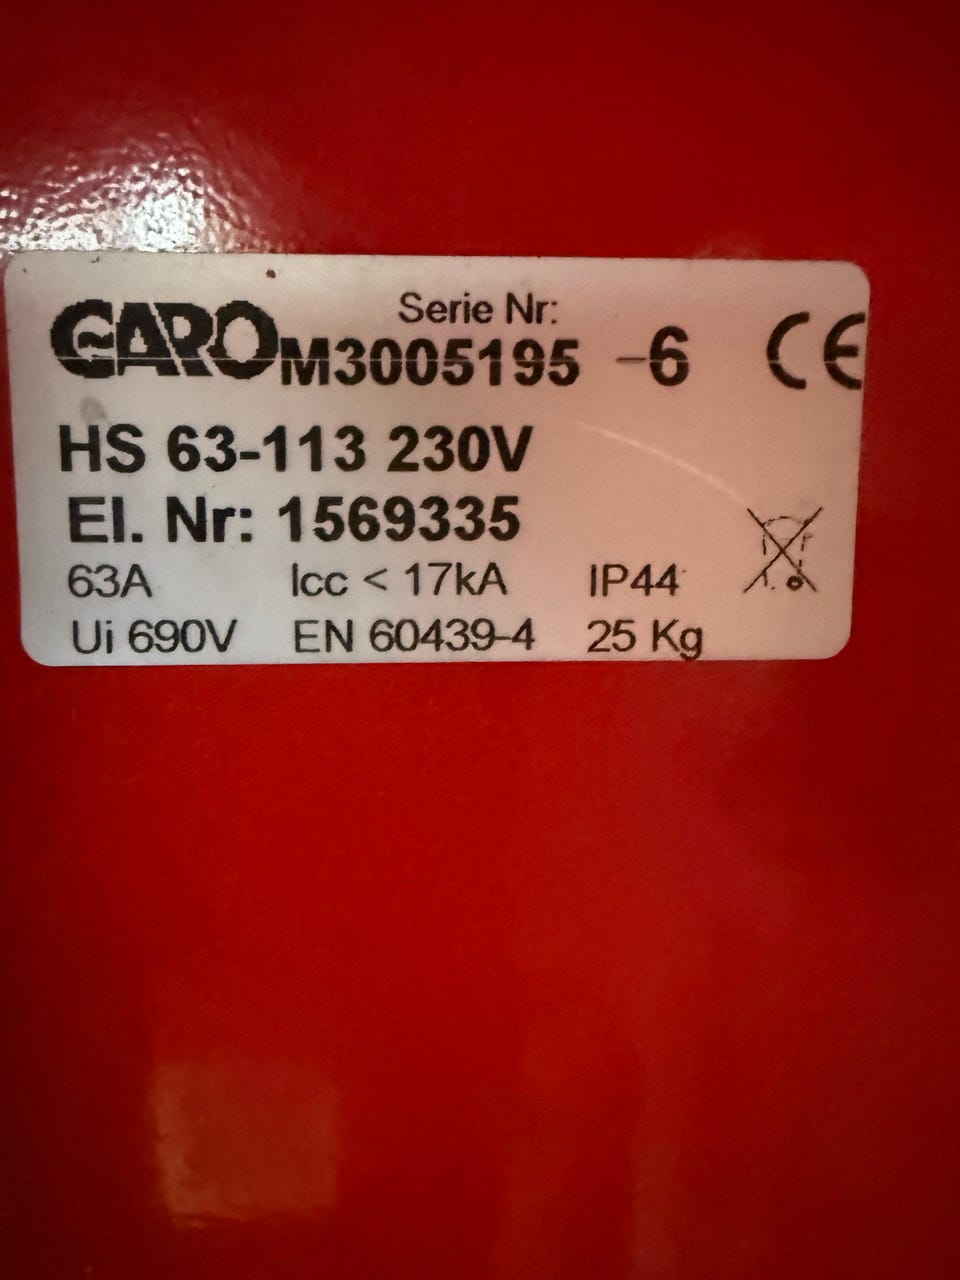 GARO
Serie Nr:
M3005195 -6
CE
HS 63-113 230V
El. Nr: 1569335
63A Icc < 17kA IP44
Ui 690V EN 60439-4 25 Kg